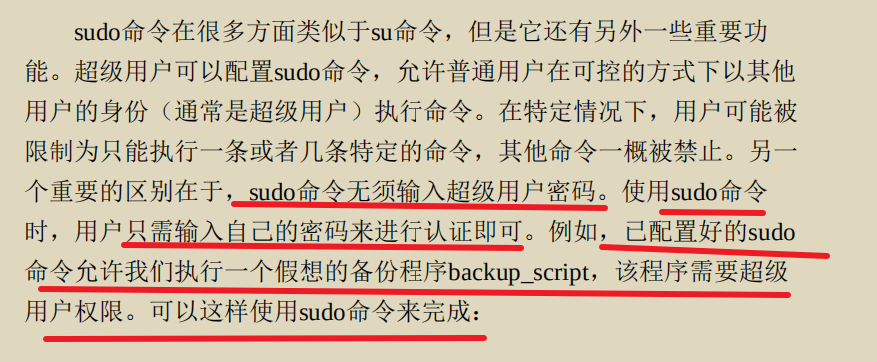 sudo命令在很多方面类似于su命令，但是它还有另外一些重要功
能。超级用户可以配置sudo命令，允许普通用户在可控的方式下以其他
用户的身份（通常是超级用户）执行命令。在特定情况下，用户可能被
限制为只能执行一条或者几条特定的命令，其他命令一概被禁止。另一
个重要的区别在于，sudo命令无须输入超级用户密码。使用sudo命令
时，用户只需输入自己的密码来进行认证即可。例如，已配置好的sudo
命令允许我们执行一个假想的备份程序backup_script，该程序需要超级
用户权限。可以这样使用sudo命令来完成：